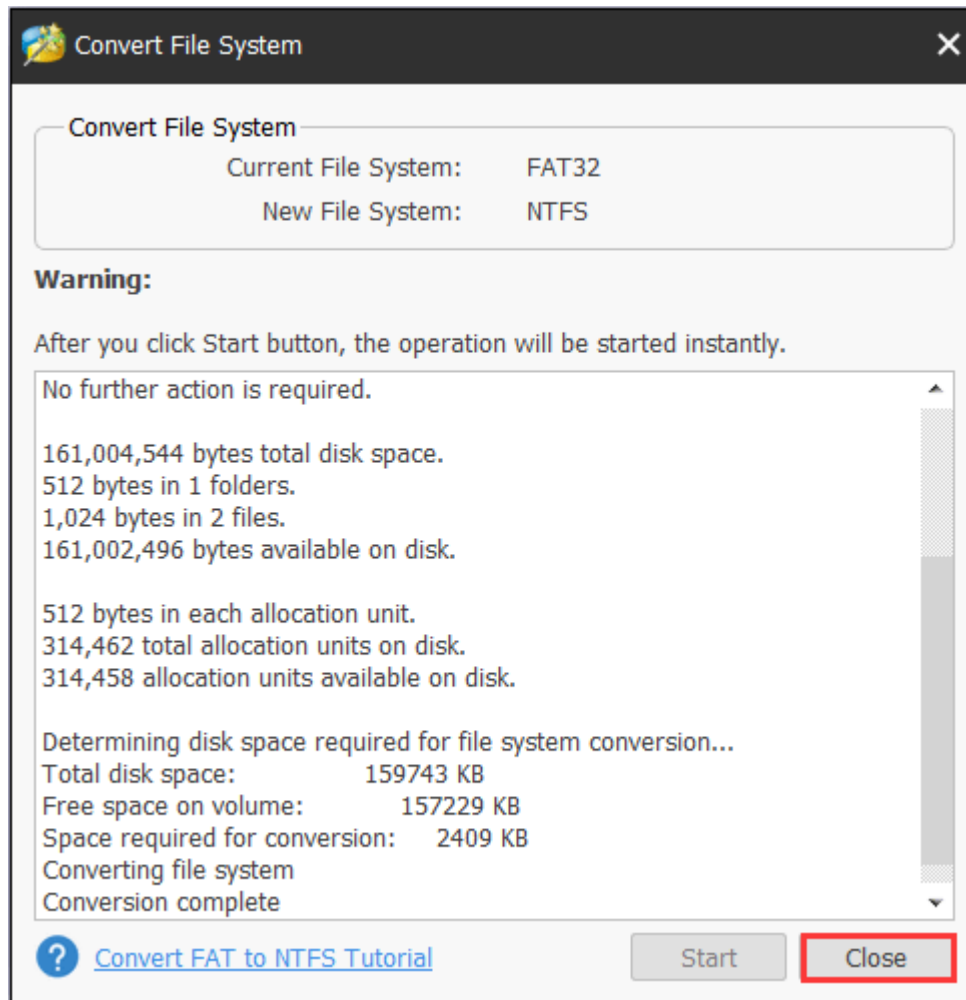 Convert File System
Convert File System
Current File System: FAT32
New File System: NTFS
Warning:
After you click Start button, the operation will be started instantly.
No further action is required.
161,004,544 bytes total disk space.
512 bytes in 1 folders.
1,024 bytes in 2 files.
161,002,496 bytes available on disk.
512 bytes in each allocation unit.
314,462 total allocation units on disk.
314,458 allocation units available on disk.
Determining disk space required for file system conversion...
Total disk space: 159743 KB
Free space on volume: 157229 KB
Space required for conversion: 2409 KB
Converting file system
Conversion complete
? Convert FAT to NTFS Tutorial Start Close